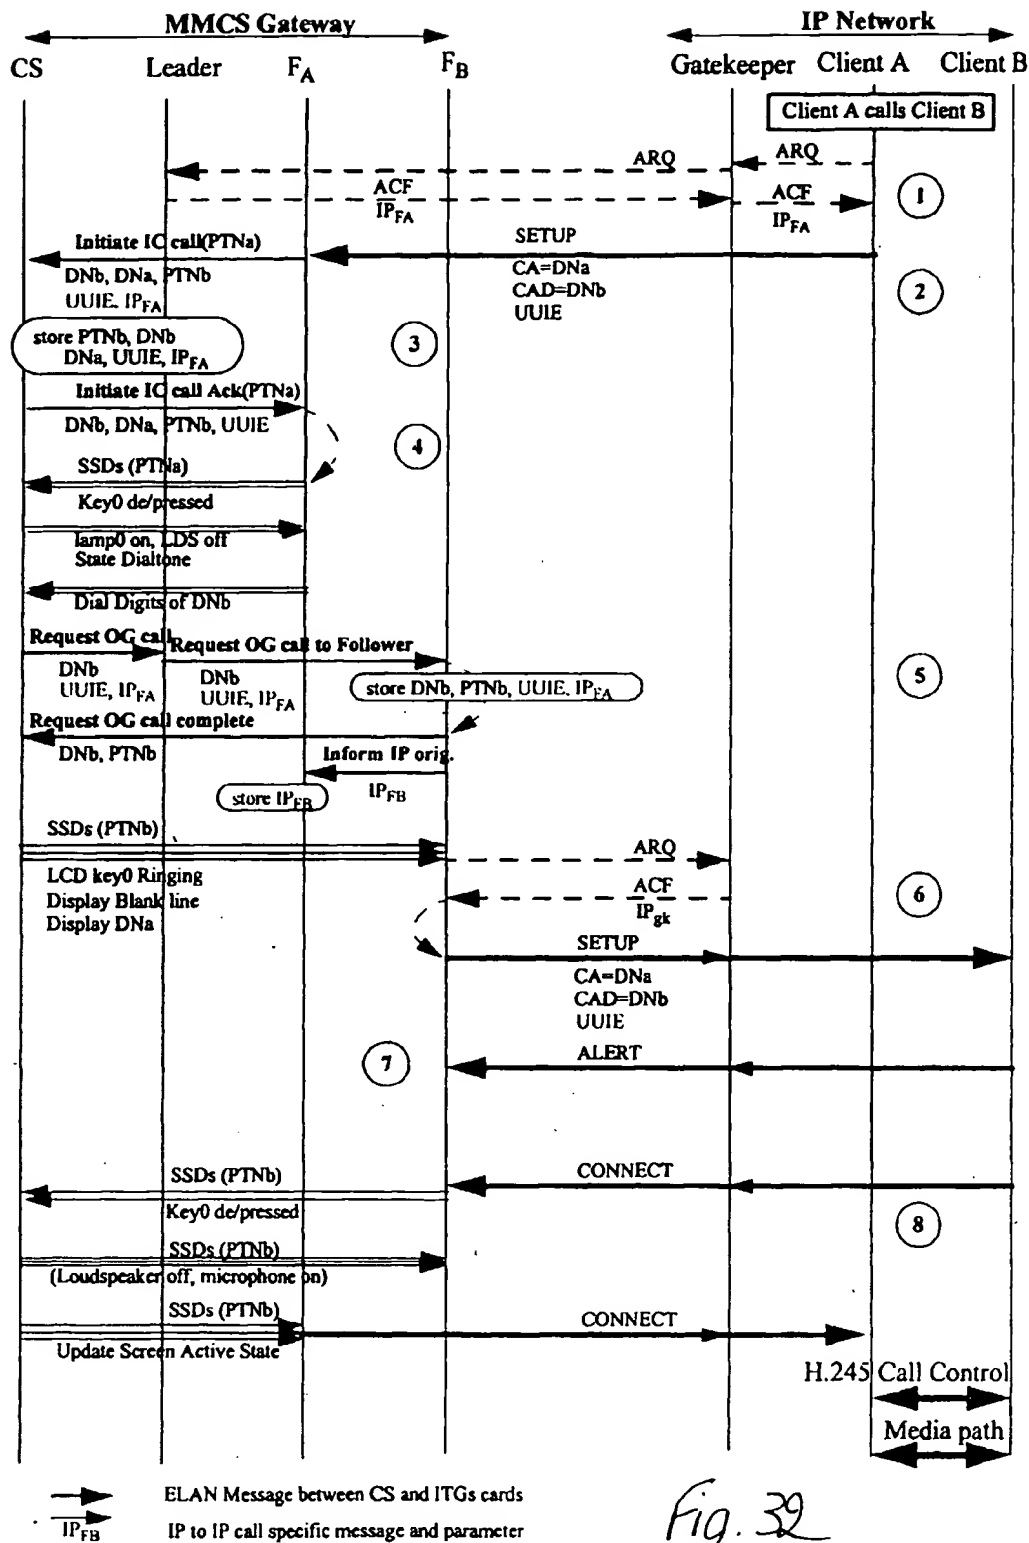 MMCS Gateway
IP Network
CS
Leader
FA
FB
Gatekeeper
Client A
Client B
Client A calls Client B
ARQ
ARQ
ACF
IPFA
ACF
IPFA
1
Initiate IC call(PTNa)
DNb, DNa, PTNb
UUIE. IPFA
SETUP
CA=DNa
CAD=DNb
UUIE
2
store PTNb, DNb
DNa, UUIE, IPFA
3
Initiate IC call Ack(PTNa)
DNb, DNa, PTNb, UUIE
4
SSDs (PTNa)
Key0 de/pressed
lamp0 on, LDS off
State Dialtone
Dial Digits of DNb
Request OG call
DNb
UUIE, IPFA
Request OG call to Follower
DNb
UUIE, IPFA
5
store DNb, PTNb, UUIE. IPFA
Request OG call complete
DNb, PTNb
Inform IP orig.
IPFB
store IPFB
SSDs (PTNb)
LCD key0 Ringing
Display Blank line
Display DNa
ARQ
ACF
IPgk
6
SETUP
CA=DNa
CAD=DNb
UUIE
7
ALERT
CONNECT
SSDs (PTNb)
Key0 de/pressed
8
SSDs (PTNb)
(Loudspeaker off, microphone on)
SSDs (PTNb)
Update Screen Active State
CONNECT
H.245 Call Control
Media path
ELAN Message between CS and ITGs cards
IPFB
IP to IP call specific message and parameter
Fig. 32